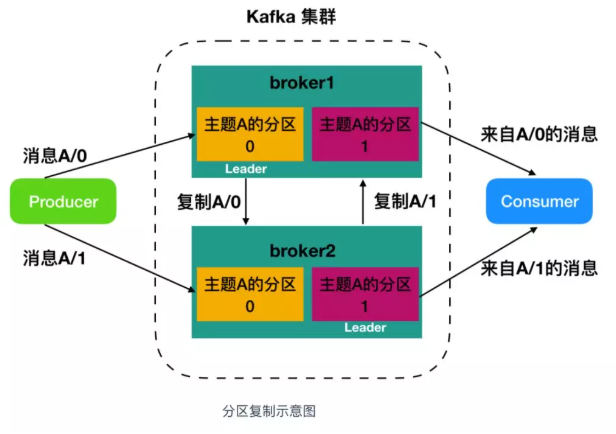 Kafka 集群
broker1
主题A的分区
0
主题A的分区
1
Leader
消息A/0
来自A/0的消息
Producer
复制A/0
复制A/1
Consumer
消息A/1
来自A/1的消息
broker2
主题A的分区
0
主题A的分区
1
Leader
分区复制示意图